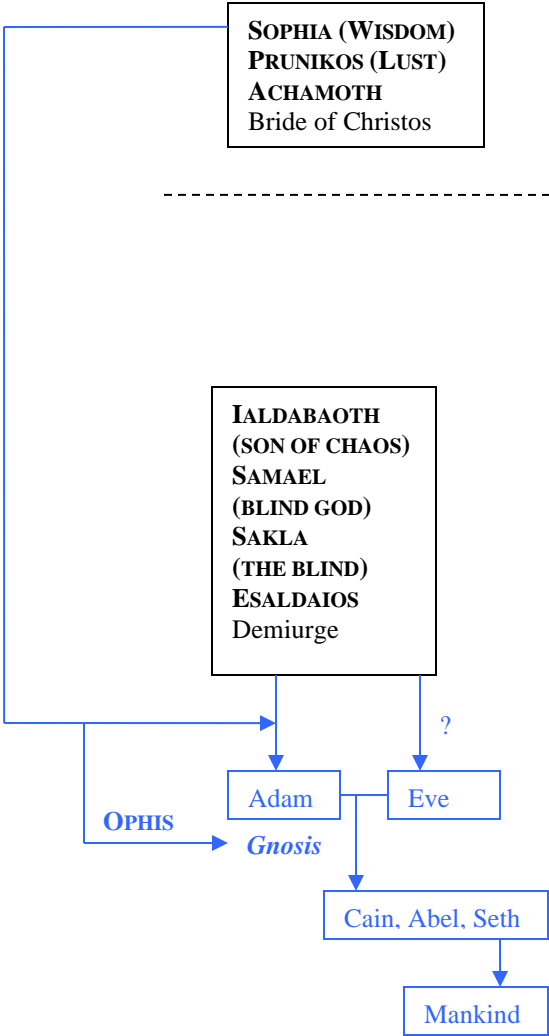 SOPHIA (WISDOM)
PRUNIKOS (LUST)
ACHAMOTH
Bride of Christos
IALDABAOTH
(SON OF CHAOS)
SAMAEL
(BLIND GOD)
SAKLA
(THE BLIND)
ESALDAIOS
Demiurge
?
Adam
Eve
OPHIS
Gnosis
Cain, Abel, Seth
Mankind